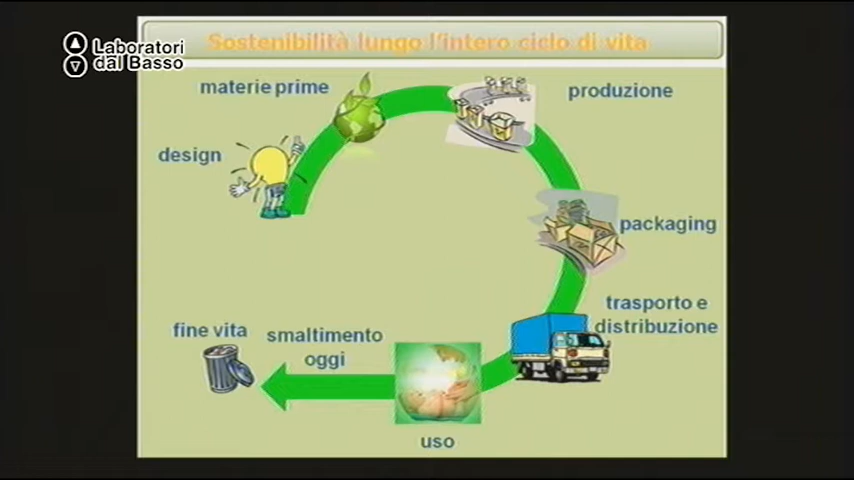 Laboratori
dal Basso
Sostenibilità lungo l'intero ciclo di vita
materie prime
produzione
design
packaging
trasporto e
distribuzione
fine vita
smaltimento
oggi
uso